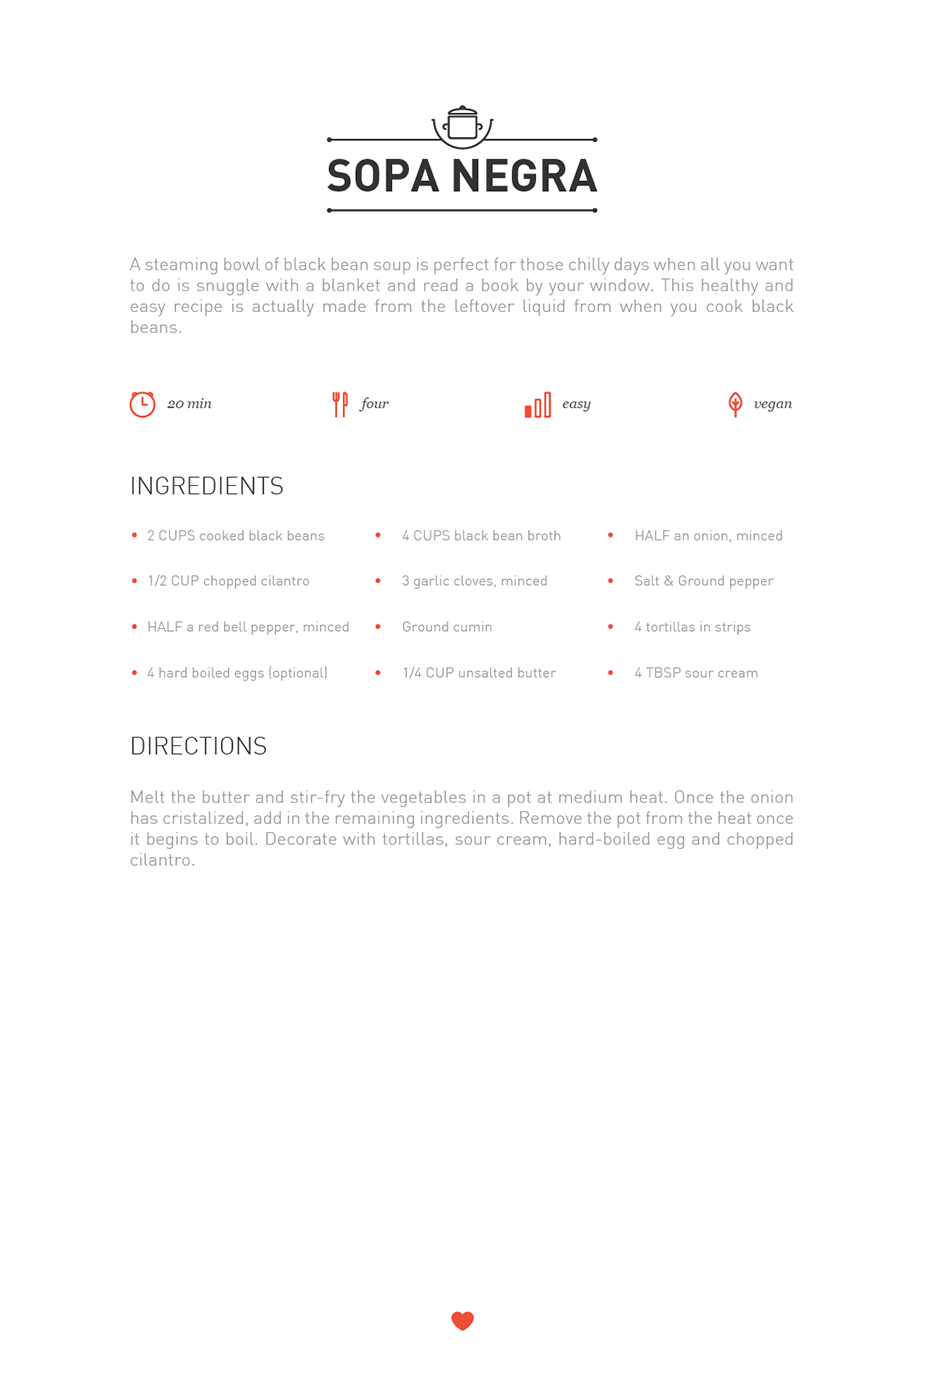 SOPA NEGRA
A steaming bowl of black bean soup is perfect for those chilly days when all you want
to do is snuggle with a blanket and read a book by your window. This healthy and
easy recipe is actually made from the leftover liquid from when you cook black
beans.
20 min
four
easy
vegan
INGREDIENTS
• 2 CUPS cooked black beans
• 4 CUPS black bean broth
• HALF an onion, minced
• 1/2 CUP chopped cilantro
• 3 garlic cloves, minced
• Salt & Ground pepper
• HALF a red bell pepper, minced
• Ground cumin
• 4 tortillas in strips
• 4 hard boiled eggs (optional)
• 1/4 CUP unsalted butter
• 4 TBSP sour cream
DIRECTIONS
Melt the butter and stir-fry the vegetables in a pot at medium heat. Once the onion
has cristalized, add in the remaining ingredients. Remove the pot from the heat once
it begins to boil. Decorate with tortillas, sour cream, hard-boiled egg and chopped
cilantro.